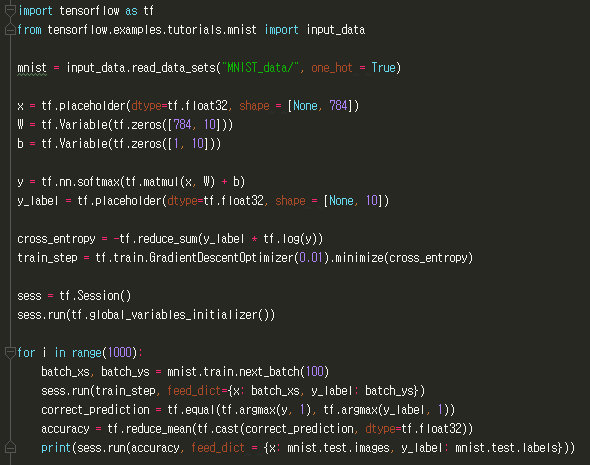 import tensorflow as tf
from tensorflow.examples.tutorials.mnist import input_data
mnist = input_data.read_data_sets("MNIST_data/", one_hot = True)
x = tf.placeholder(dtype=tf.float32, shape = [None, 784])
W = tf.Variable(tf.zeros([784, 10]))
b = tf.Variable(tf.zeros([1, 10]))
y = tf.nn.softmax(tf.matmul(x, W) + b)
y_label = tf.placeholder(dtype=tf.float32, shape = [None, 10])
cross_entropy = -tf.reduce_sum(y_label * tf.log(y))
train_step = tf.train.GradientDescentOptimizer(0.01).minimize(cross_entropy)
sess = tf.Session()
sess.run(tf.global_variables_initializer())
for i in range(1000):
    batch_xs, batch_ys = mnist.train.next_batch(100)
    sess.run(train_step, feed_dict={x: batch_xs, y_label: batch_ys})
    correct_prediction = tf.equal(tf.argmax(y, 1), tf.argmax(y_label, 1))
    accuracy = tf.reduce_mean(tf.cast(correct_prediction, dtype=tf.float32))
    print(sess.run(accuracy, feed_dict = {x: mnist.test.images, y_label: mnist.test.labels}))